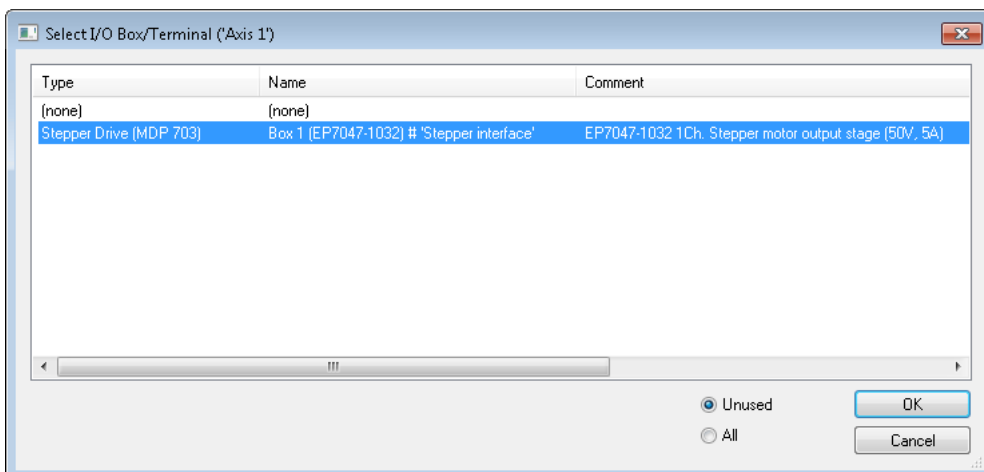 Select I/O Box/Terminal ('Axis 1')
Type Name Comment
(none) (none)
Stepper Drive (MDP 703) Box 1 (EP7047-1032) # 'Stepper interface' EP7047-1032 1Ch. Stepper motor output stage (50V, 5A)
Unused OK
All Cancel